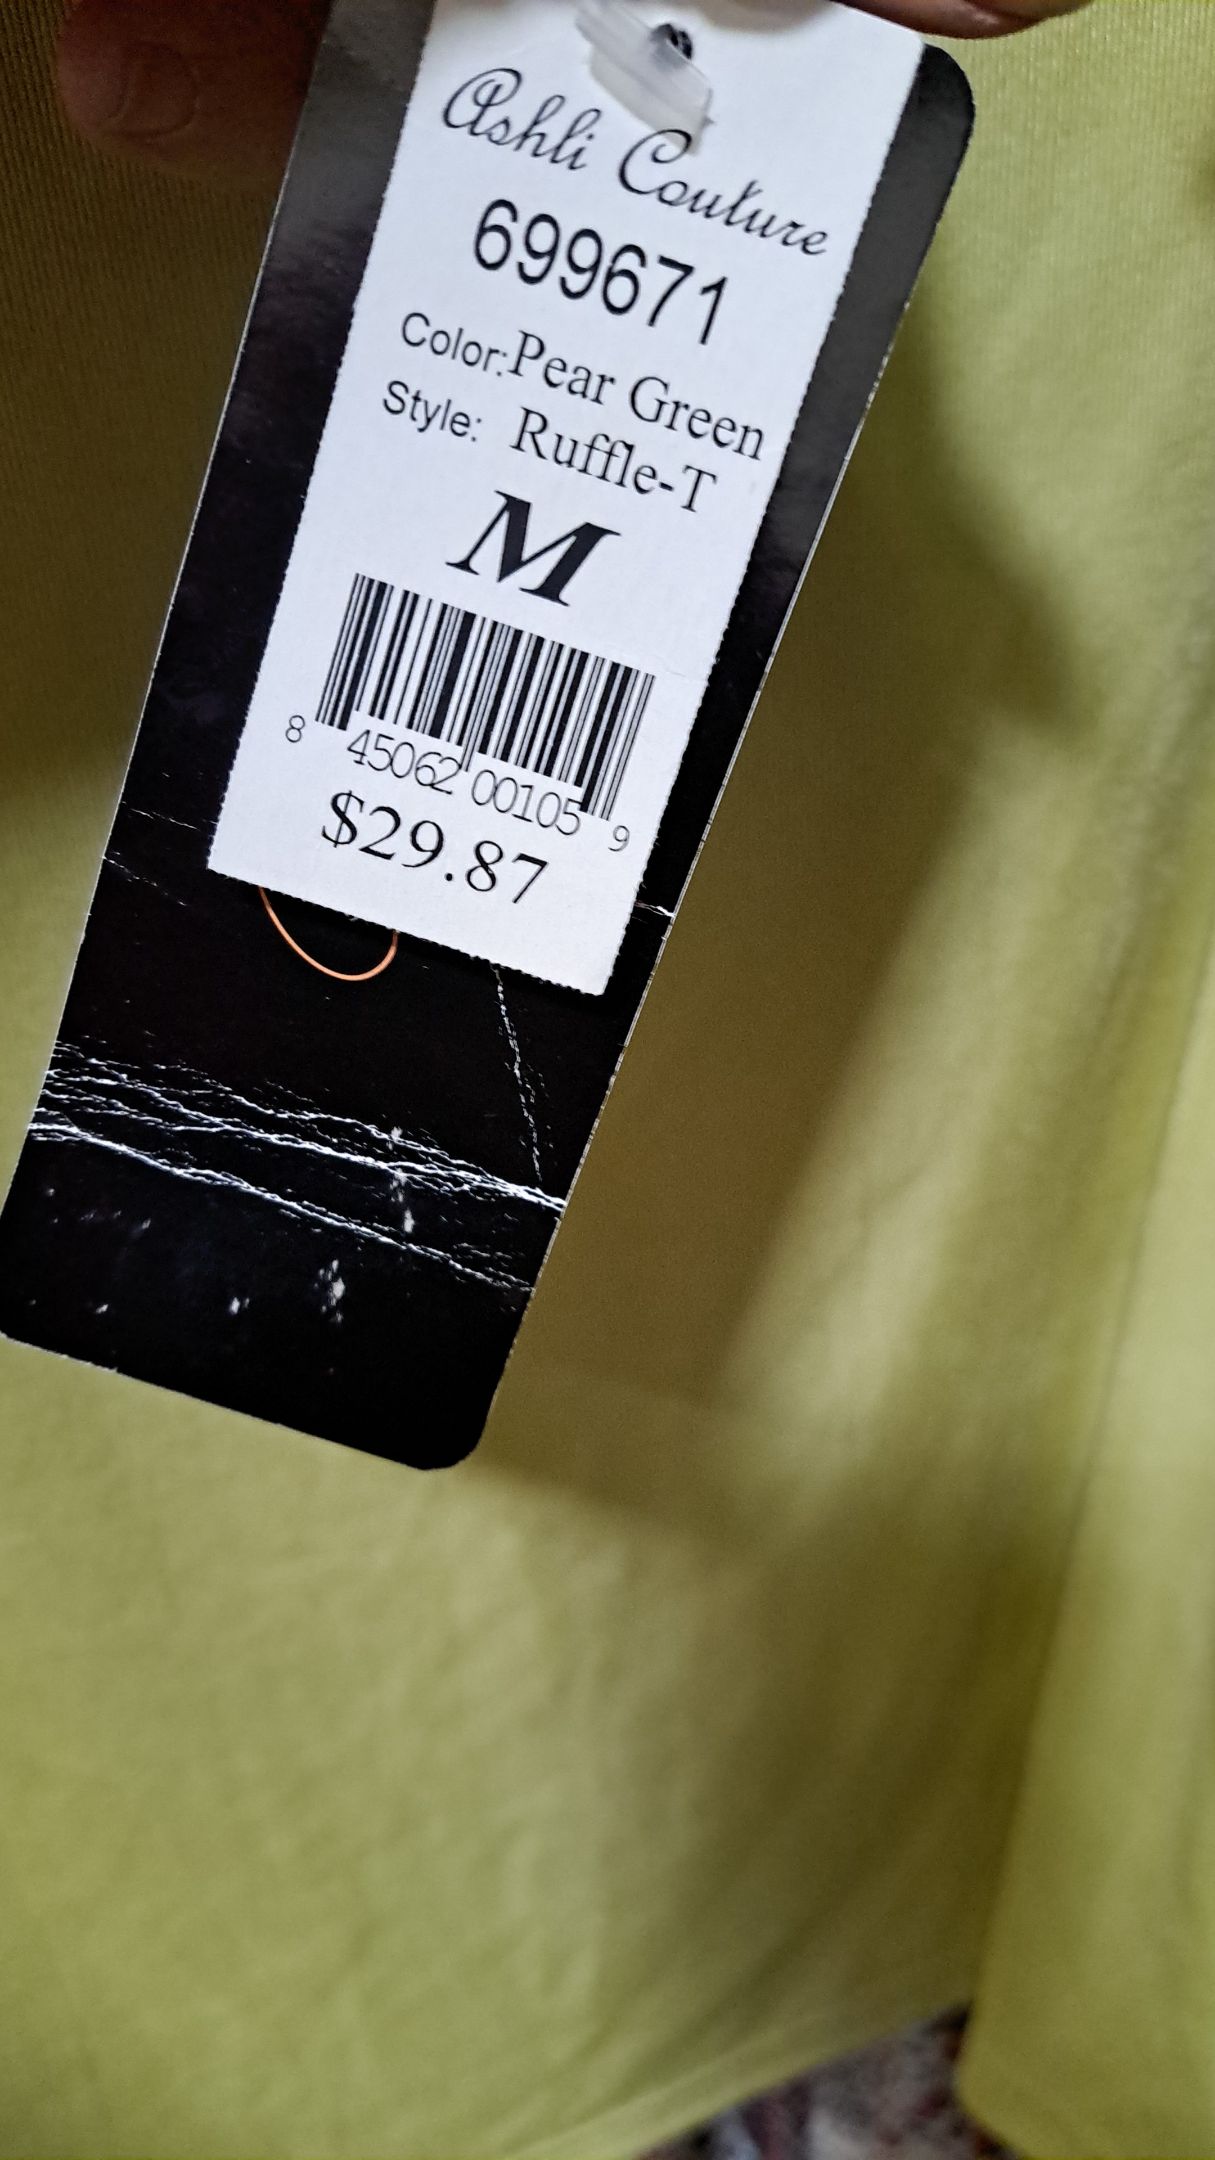 Ashli Couture
699671
Color:Pear Green
Style: Ruffle-T
M
8 45062 00105 9
$29.87